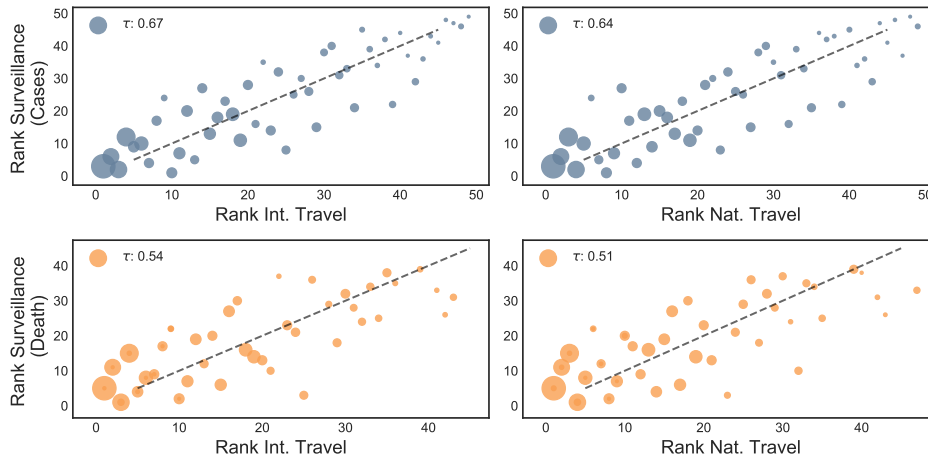 τ: 0.67
50
40
30
20
10
0
Rank Surveillance
(Cases)
0 10 20 30 40 50
Rank Int. Travel
τ: 0.64
50
40
30
20
10
0
0 10 20 30 40 50
Rank Nat. Travel
τ: 0.54
40
30
20
10
0
Rank Surveillance
(Death)
0 10 20 30 40
Rank Int. Travel
τ: 0.51
40
30
20
10
0
0 10 20 30 40
Rank Nat. Travel